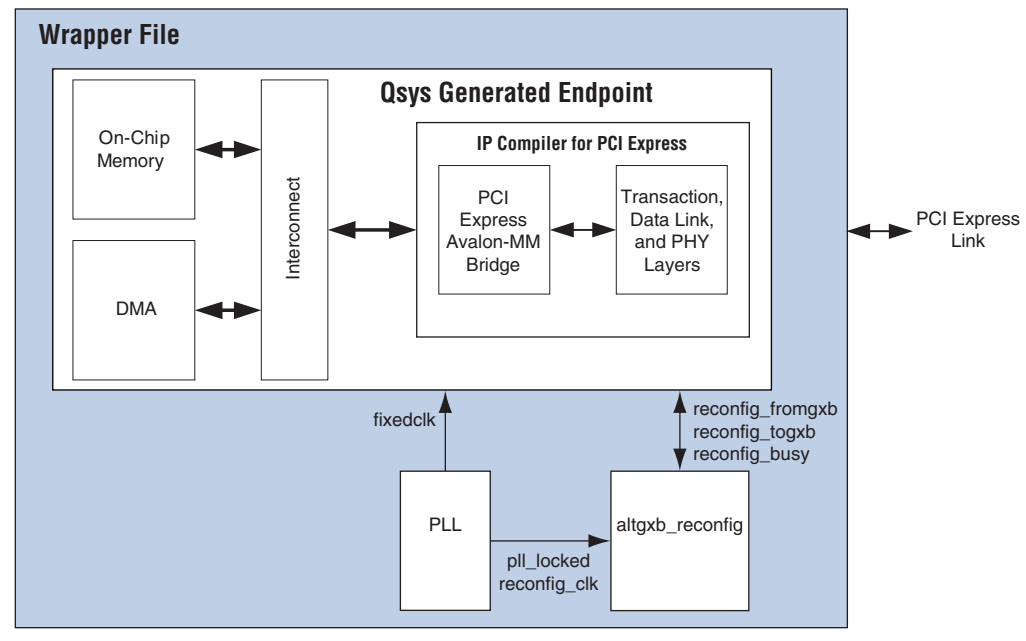 Wrapper File
Qsys Generated Endpoint
On-Chip
Memory
DMA
Interconnect
IP Compiler for PCI Express
PCI
Express
Avalon-MM
Bridge
Transaction,
Data Link,
and PHY
Layers
PCI Express
Link
fixedclk
reconfig_fromgxb
reconfig_togxb
reconfig_busy
PLL
altgxb_reconfig
pll_locked
reconfig_clk